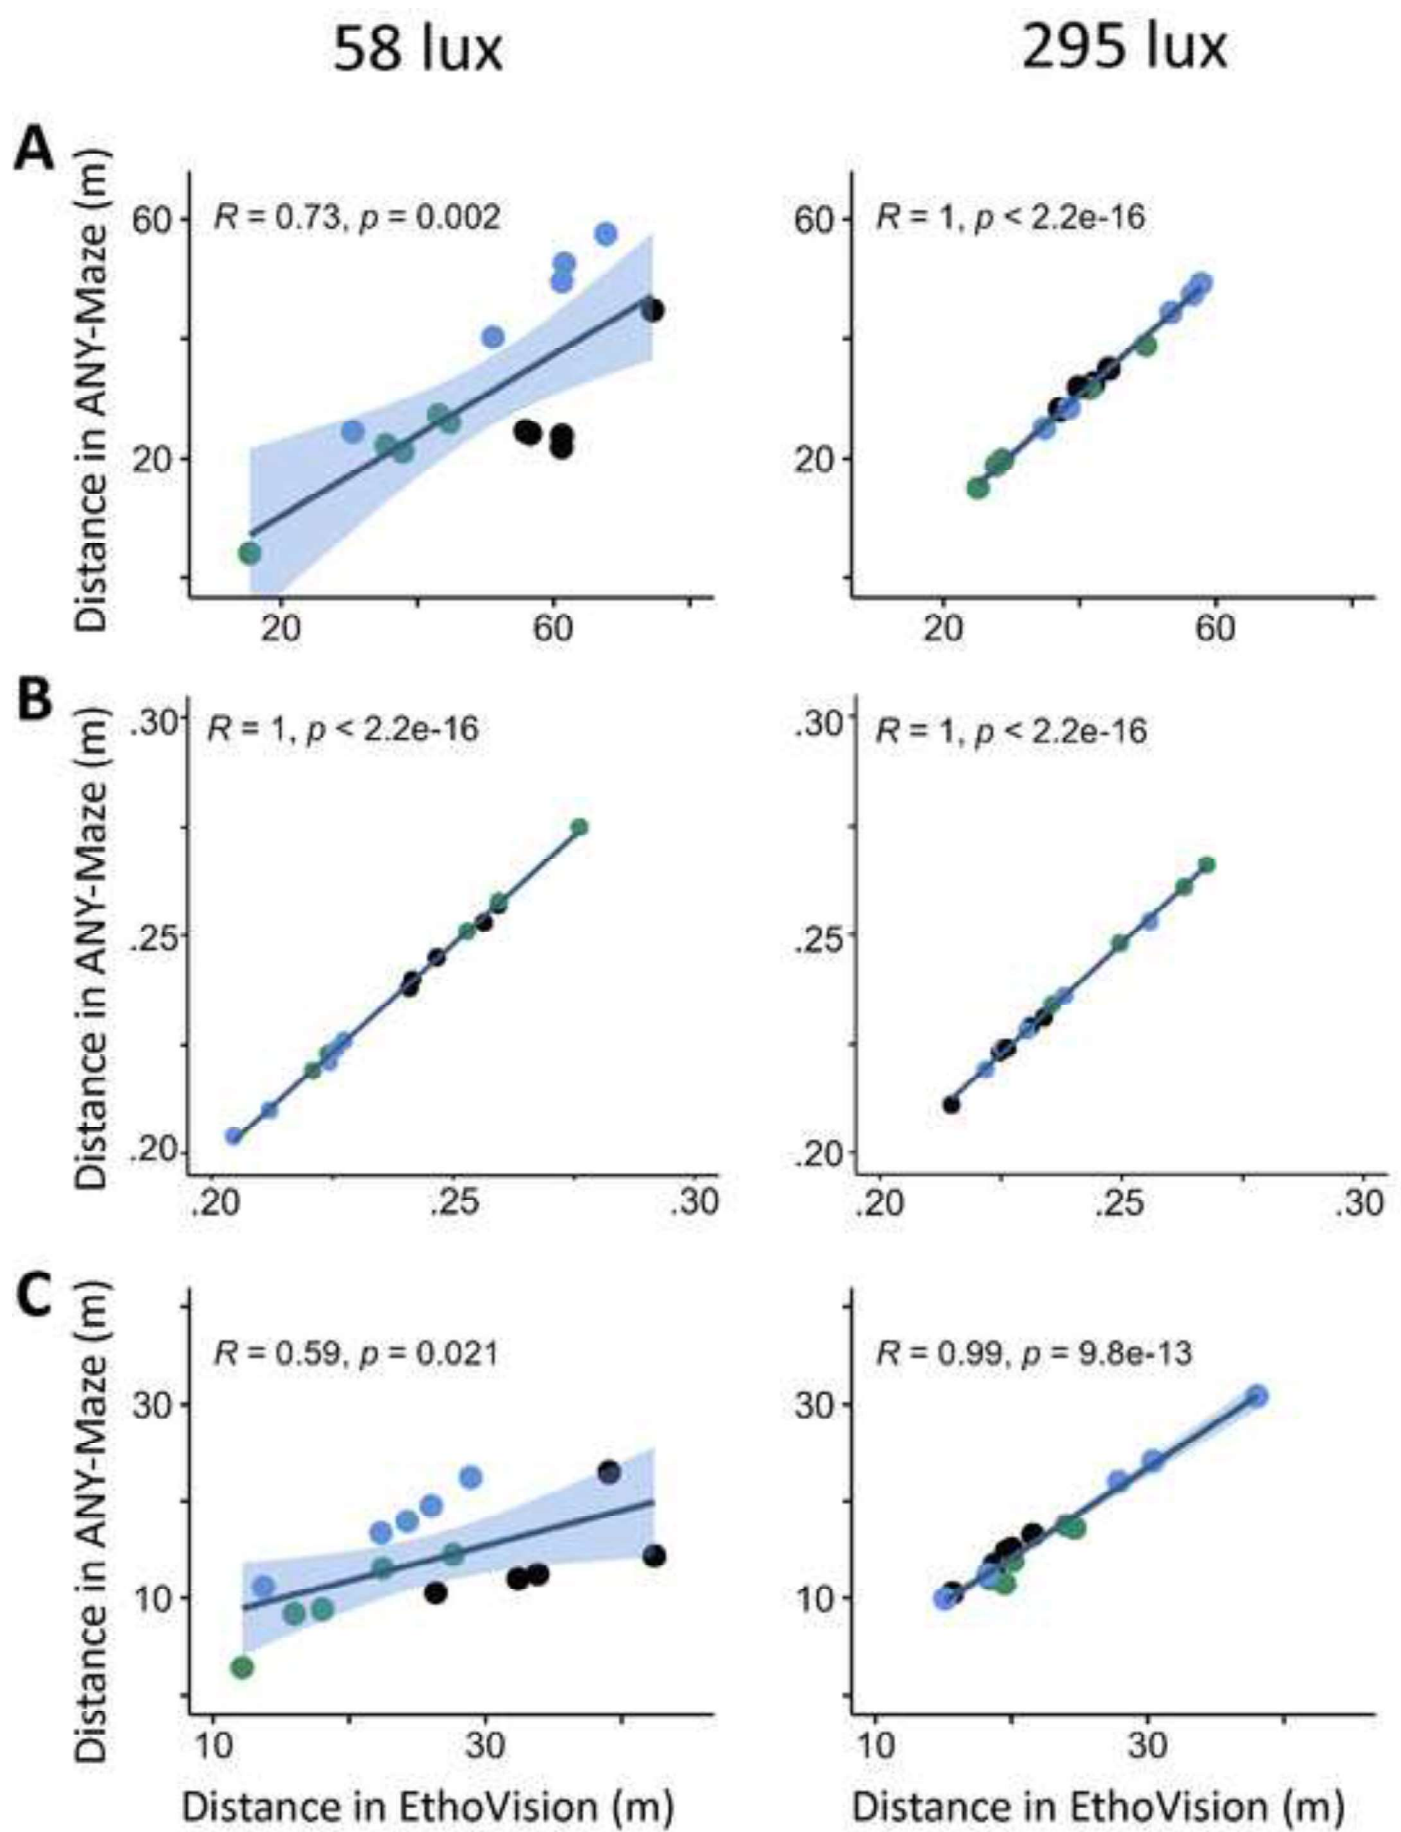 58 lux
295 lux
A
Distance in ANY-Maze (m)
60
20
R = 0.73, p = 0.002
20
60
60
20
R = 1, p < 2.2e-16
20
60
B
Distance in ANY-Maze (m)
.30
.25
.20
R = 1, p < 2.2e-16
.20
.25
.30
.30
.25
.20
R = 1, p < 2.2e-16
.20
.25
.30
C
Distance in ANY-Maze (m)
30
10
R = 0.59, p = 0.021
10
30
Distance in EthoVision (m)
30
10
R = 0.99, p = 9.8e-13
10
30
Distance in EthoVision (m)